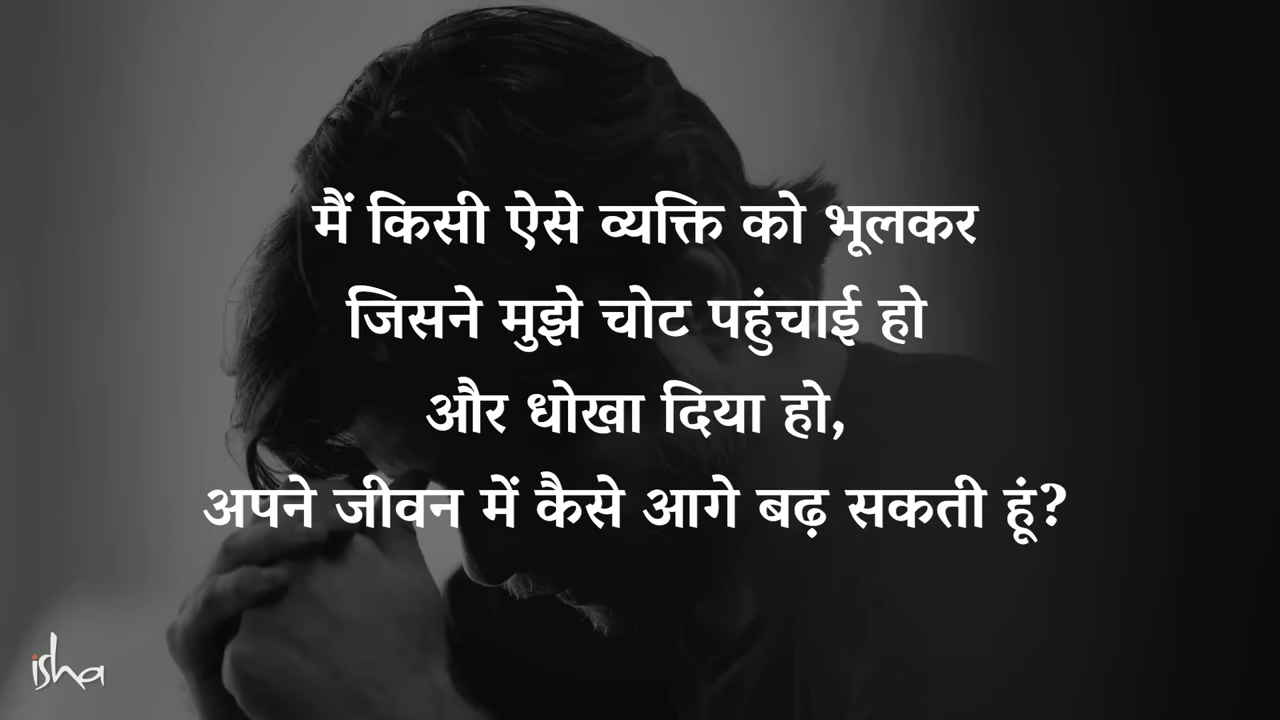 मैं किसी ऐसे व्यक्ति को भूलकर
जिसने मुझे चोट पहुंचाई हो
और धोखा दिया हो,
अपने जीवन में कैसे आगे बढ़ सकती हूं?
isha